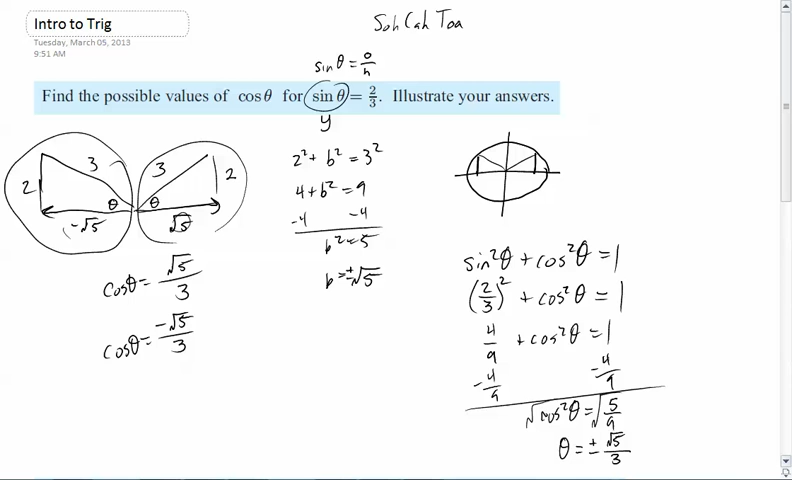 Intro to Trig
Tuesday, March 05, 2013
9:51 AM
Soh Cah Toa
sin θ = o/h
Find the possible values of cos θ for sin θ = 2/3. Illustrate your answers.
y
2 3 θ -√5
3 2 θ √5
cosθ = √5/3
cosθ = -√5/3
2² + b² = 3²
4 + b² = 9
-4 -4
b² = 5
b = ±√5
sin²θ + cos²θ = 1
(2/3)² + cos²θ = 1
4/9 + cos²θ = 1
-4/9 -4/9
√cos²θ = √5/9
θ = ± √5/3